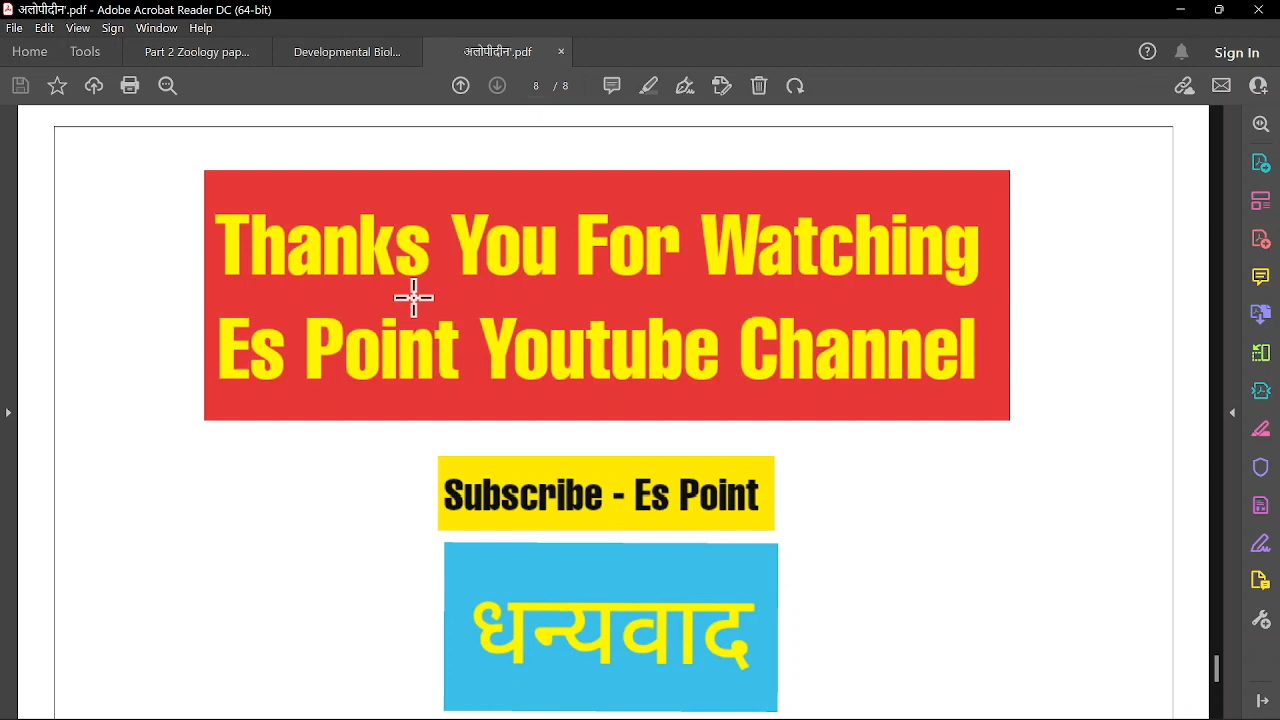 अत्तोपीदीन.pdf - Adobe Acrobat Reader DC (64-bit)
File Edit View Sign Window Help
Home Tools Part 2 Zoology pap... Developmental Biol... अत्तोपीदीन.pdf × Sign In
8 / 8
Thanks You For Watching
Es Point Youtube Channel
Subscribe - Es Point
धन्यवाद